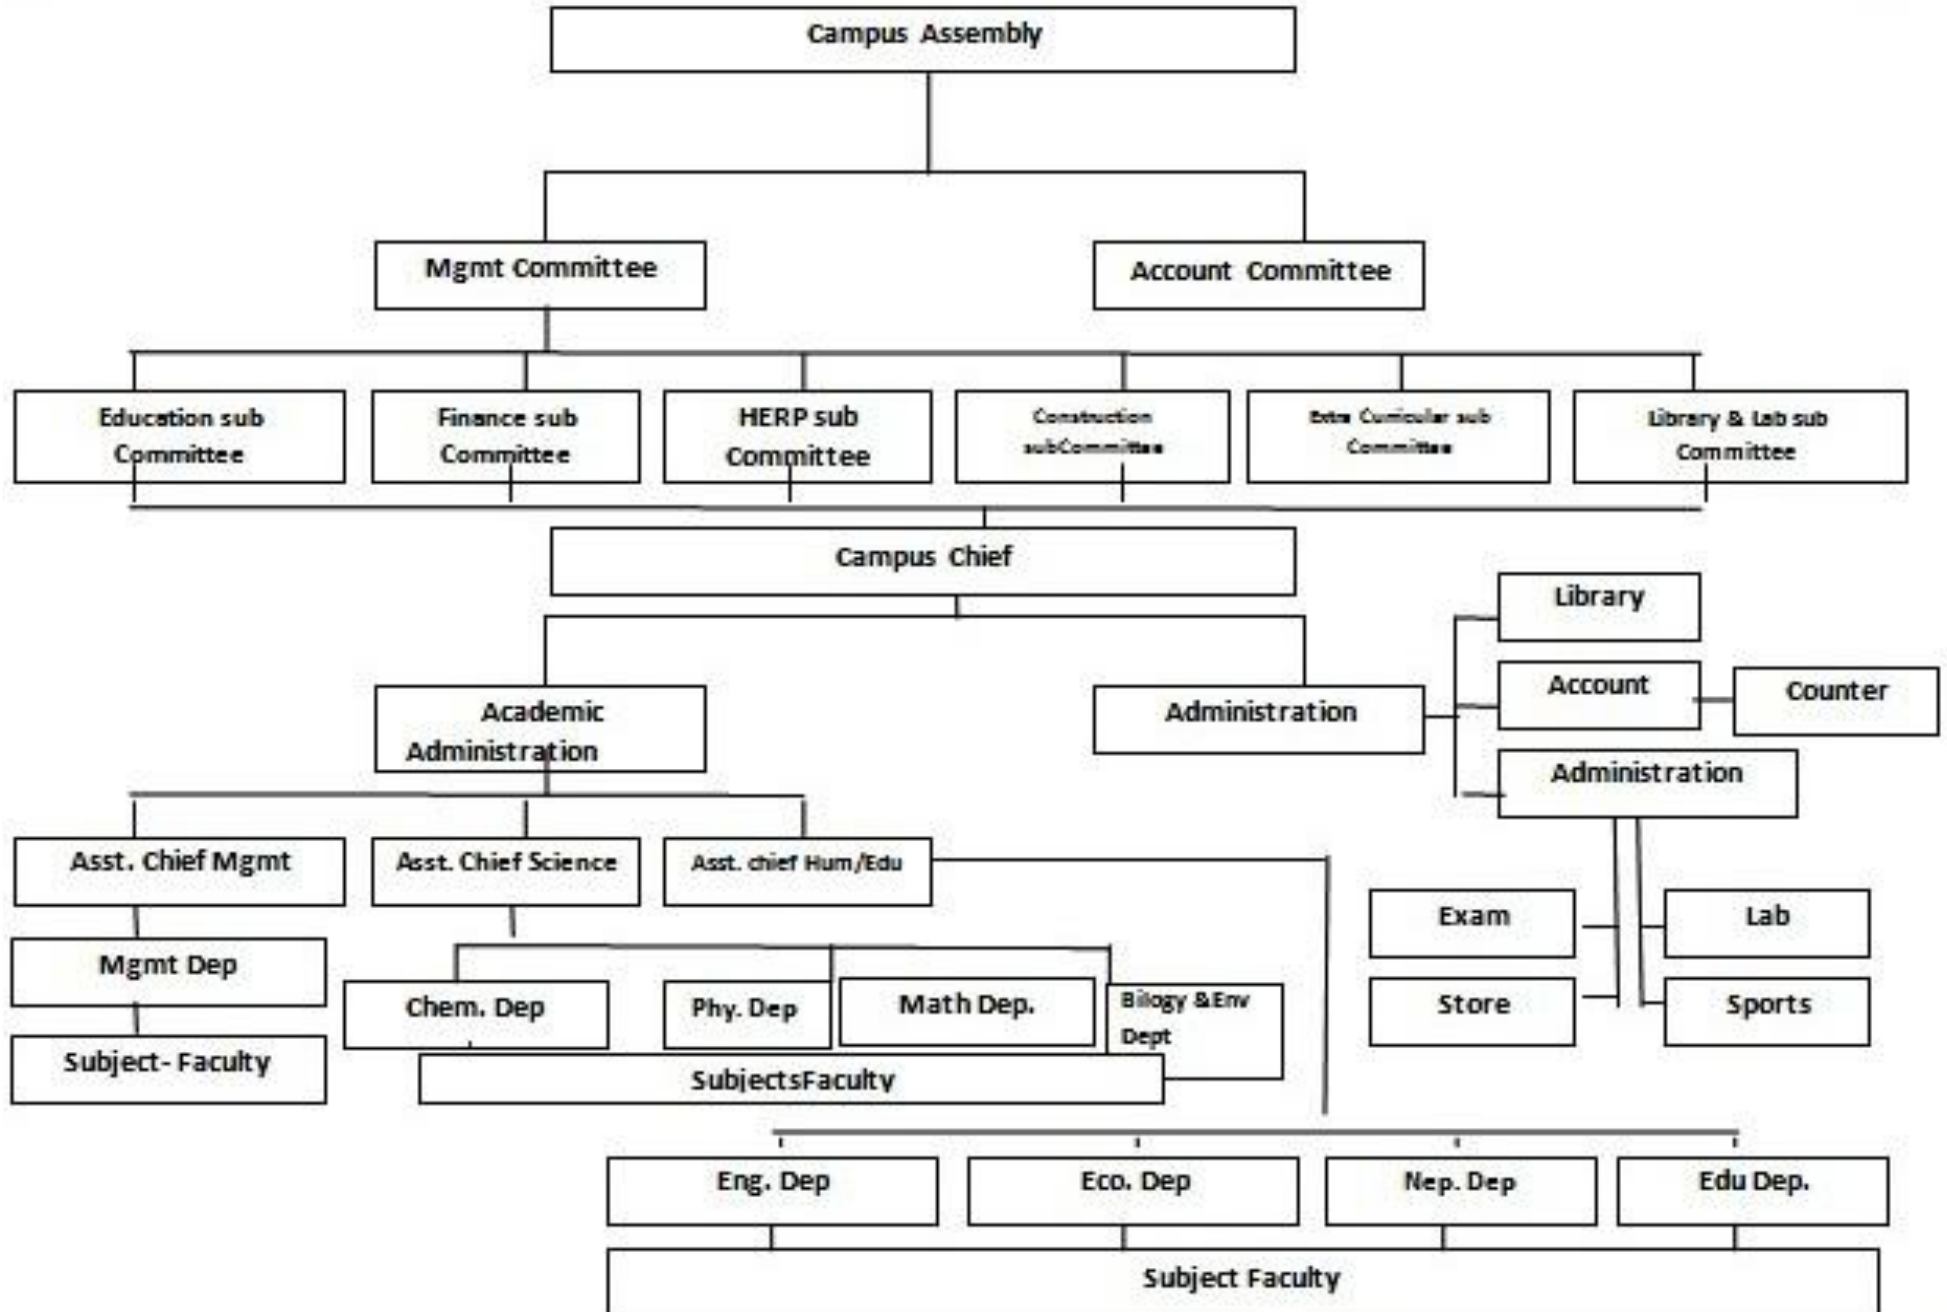 Campus Assembly
Mgmt Committee
Account Committee
Education sub
Committee
Finance sub
Committee
HERP sub
Committee
Construction
subCommittee
Extra Curricular sub
Committee
Library & Lab sub
Committee
Campus Chief
Library
Account
Counter
Academic
Administration
Administration
Administration
Asst. Chief Mgmt
Asst. Chief Science
Asst. chief Hum/Edu
Exam
Lab
Mgmt Dep
Chem. Dep
Phy. Dep
Math Dep.
Bilogy &Env
Dept
Store
Sports
Subject- Faculty
SubjectsFaculty
Eng. Dep
Eco. Dep
Nep. Dep
Edu Dep.
Subject Faculty